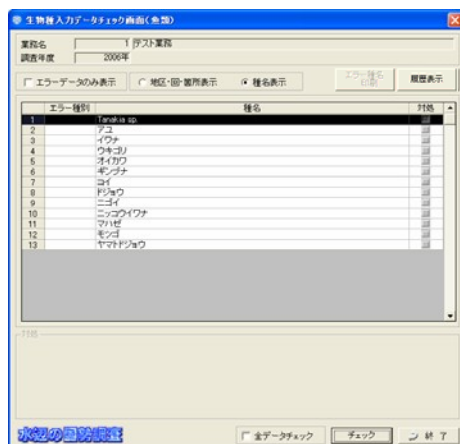 生物種入力データチェック画面(魚類)
業務名 1 テスト業務
調査年度 2006年
エラーデータのみ表示 地区・回・箇所表示 種名表示 エラー種名印刷 履歴表示
エラー種別 種名 対処
1 Tanakia sp.
2 アユ
3 イワナ
4 ウキゴリ
5 オイカワ
6 ギンブナ
7 コイ
8 ドジョウ
9 ニゴイ
10 ニッコウイワナ
11 マハゼ
12 モツゴ
13 ヤマトドジョウ
対処
水辺の国勢調査 全データチェック チェック 終了